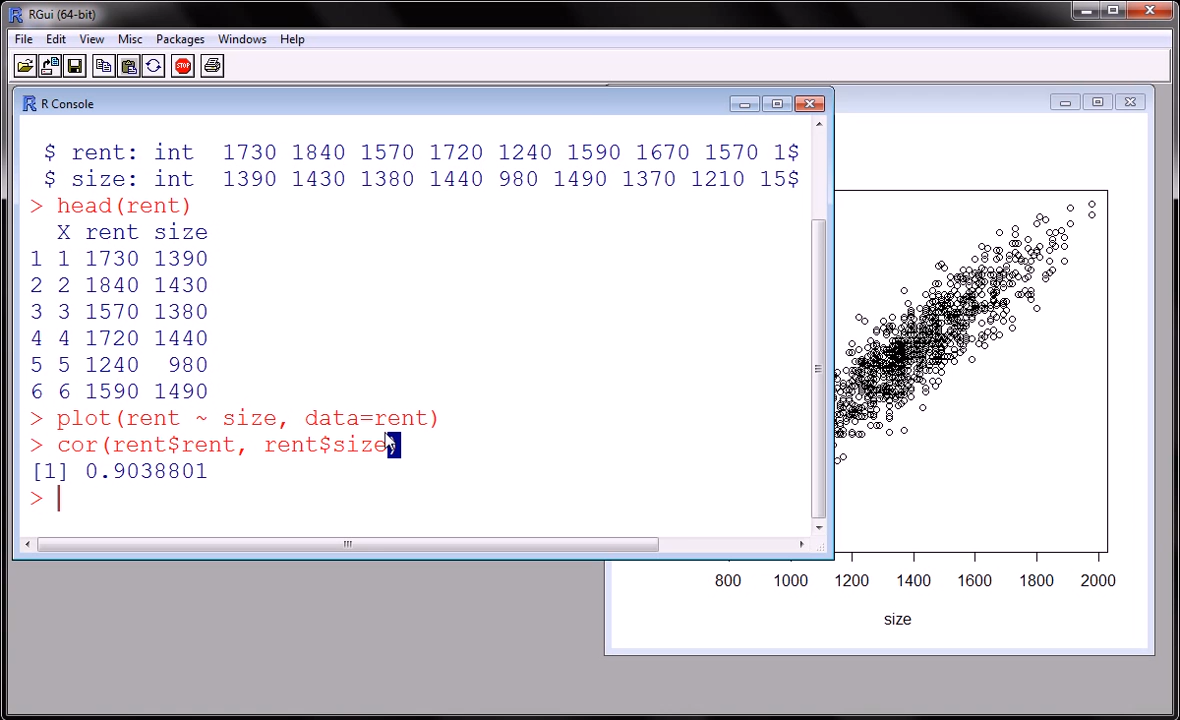 RGui (64-bit)
File Edit View Misc Packages Windows Help
STOP
R Console
$ rent: int 1730 1840 1570 1720 1240 1590 1670 1570 1$
$ size: int 1390 1430 1380 1440 980 1490 1370 1210 15$
> head(rent)
X rent size
1 1 1730 1390
2 2 1840 1430
3 3 1570 1380
4 4 1720 1440
5 5 1240 980
6 6 1590 1490
> plot(rent ~ size, data=rent)
> cor(rent$rent, rent$size)
[1] 0.9038801
>
800 1000 1200 1400 1600 1800 2000
size